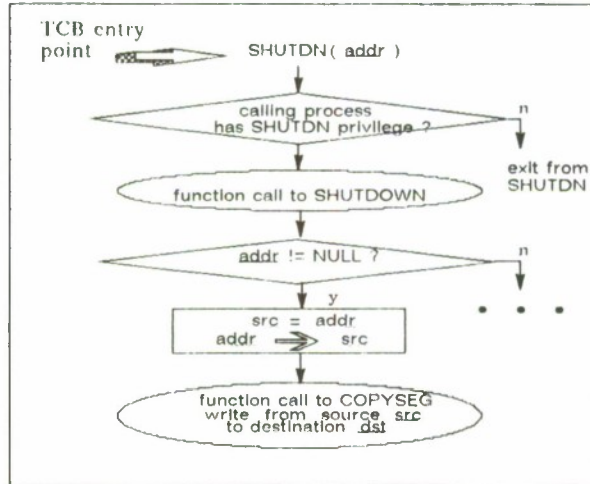 TCB entry
point
SHUTDN ( addr )
calling process
has SHUTDN privilege ?
n
exit from
SHUTDN
function call to SHUTDOWN
addr != NULL ?
n
y
src = addr
addr src
. . .
function call to COPYSEG
write from source src
to destination dst